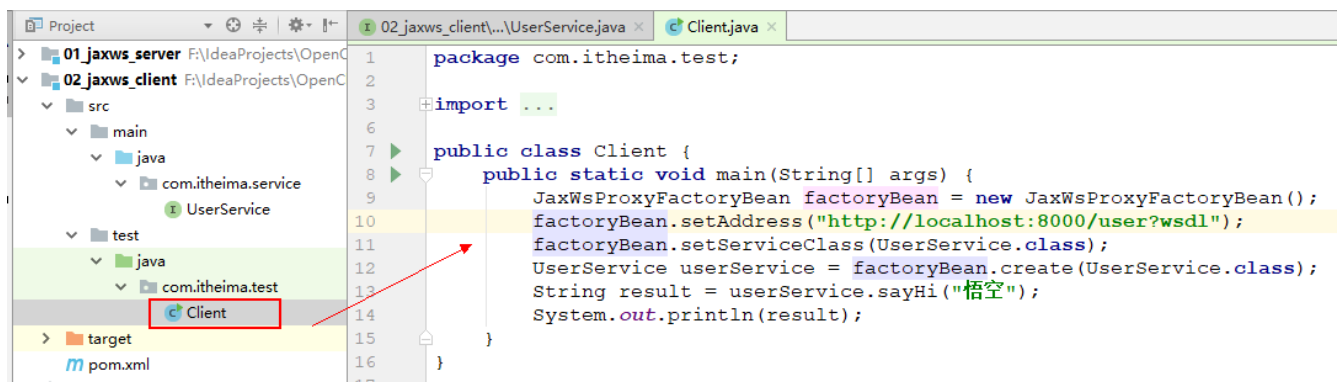 Project
01_jaxws_server F:\IdeaProjects\OpenC
02_jaxws_client F:\IdeaProjects\OpenC
src
main
java
com.itheima.service
UserService
test
java
com.itheima.test
Client
target
pom.xml
02_jaxws_client\...\UserService.java
Client.java
1 package com.itheima.test;
2
3 import ...
6
7 public class Client {
8 public static void main(String[] args) {
9 JaxWsProxyFactoryBean factoryBean = new JaxWsProxyFactoryBean();
10 factoryBean.setAddress("http://localhost:8000/user?wsdl");
11 factoryBean.setServiceClass(UserService.class);
12 UserService userService = factoryBean.create(UserService.class);
13 String result = userService.sayHi("悟空");
14 System.out.println(result);
15 }
16 }